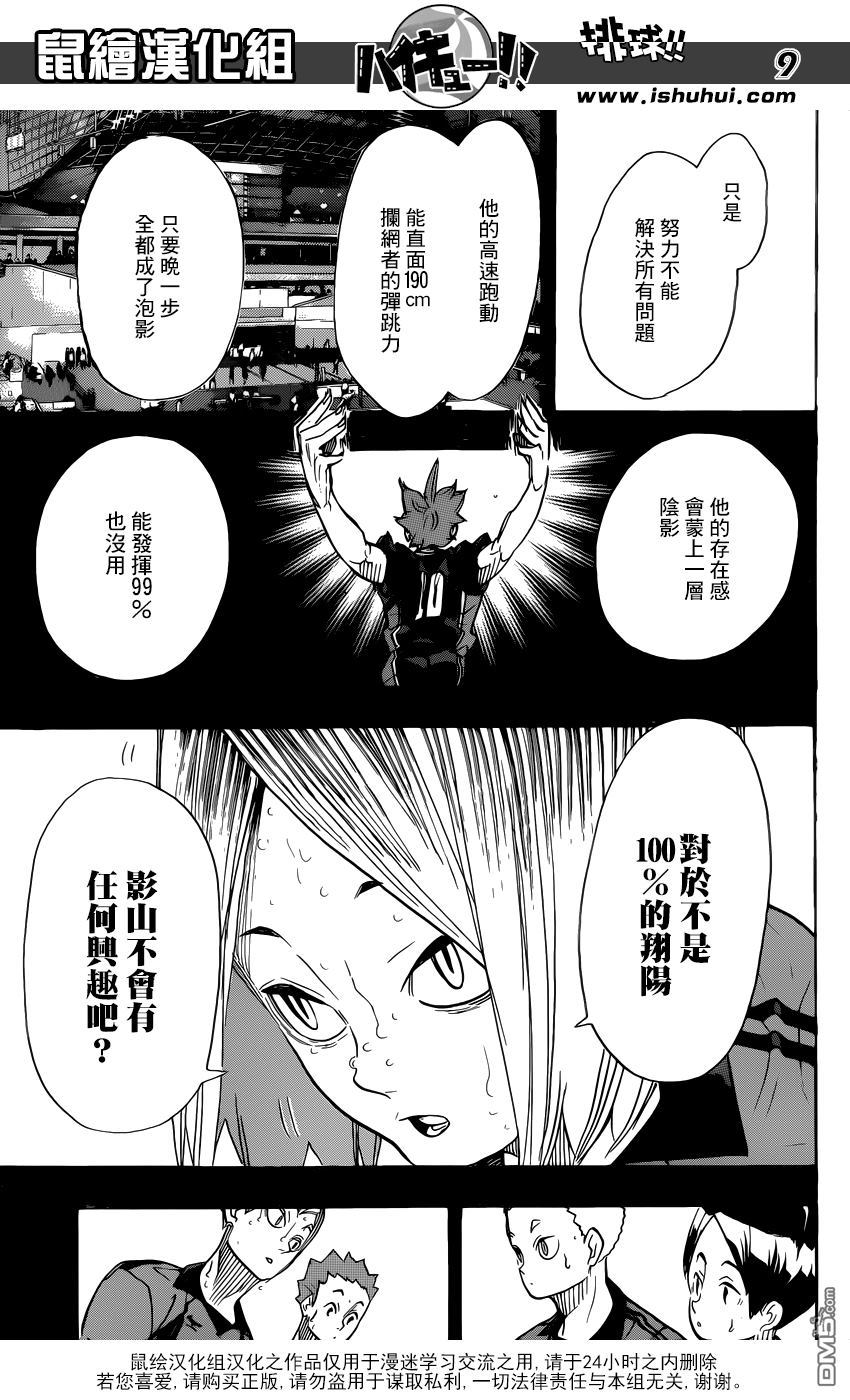 鼠繪漢化組
ハイキュー!!
排球!!
9
www.ishuhui.com
只是
努力不能
解決所有問題
他的高速跑動
能直面190cm
攔網者的彈跳力
只要晚一步
全都成了泡影
他的存在感
會蒙上一層
陰影
能發揮99%
也沒用
10
對於不是
100%的翔陽
影山不會有
任何興趣吧？
鼠绘汉化组汉化之作品仅用于漫迷学习交流之用, 请于24小时之内删除
若您喜爱, 请购买正版, 请勿盗用于谋取私利, 一切法律责任与本组无关, 谢谢。
DM5.com